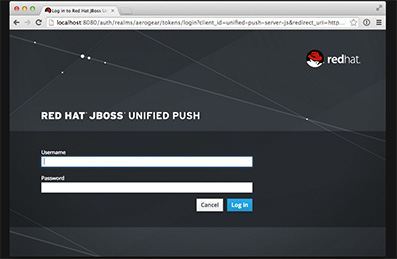 Log in to Red Hat JBoss U
localhost:8080/auth/realms/aerogear/tokens/login?client_id=unified-push-server-js&redirect_uri=http...
redhat.
RED HAT® JBOSS® UNIFIED PUSH
Username
Password
Cancel Log in